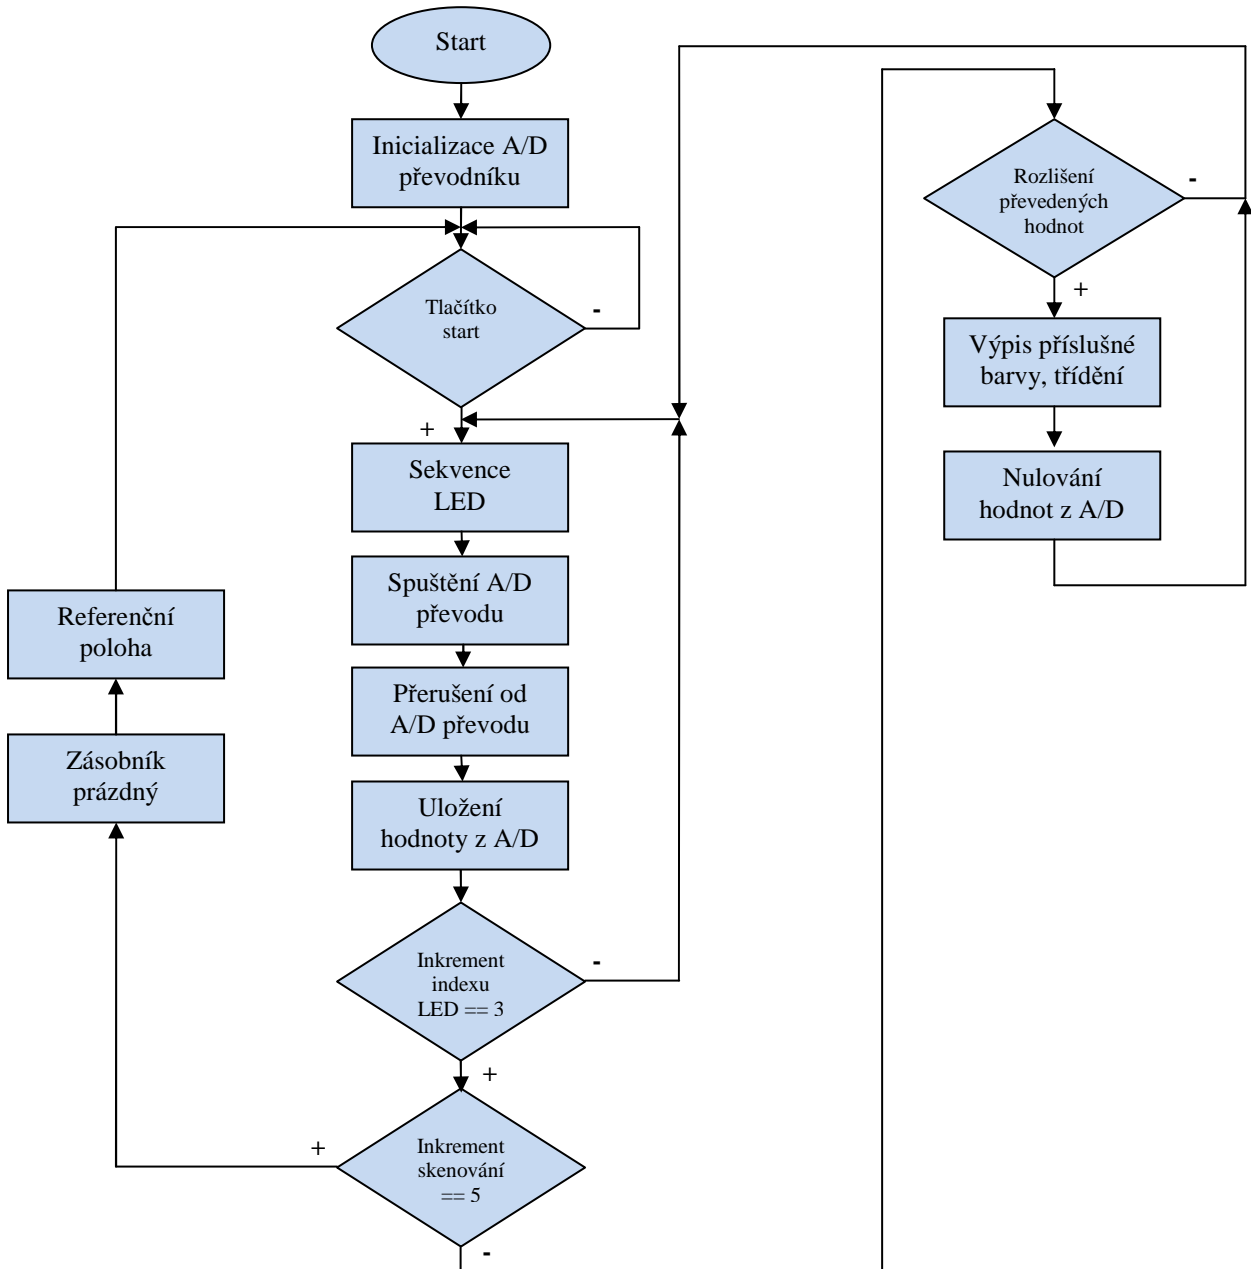 Start
Inicializace A/D
převodníku
Tlačítko
start
-
+
Sekvence
LED
Spuštění A/D
převodu
Přerušení od
A/D převodu
Uložení
hodnoty z A/D
Inkrement
indexu
LED == 3
-
+
Inkrement
skenování
== 5
+
-
Zásobník
prázdný
Referenční
poloha
Rozlišení
převedených
hodnot
-
+
Výpis příslušné
barvy, třídění
Nulování
hodnot z A/D